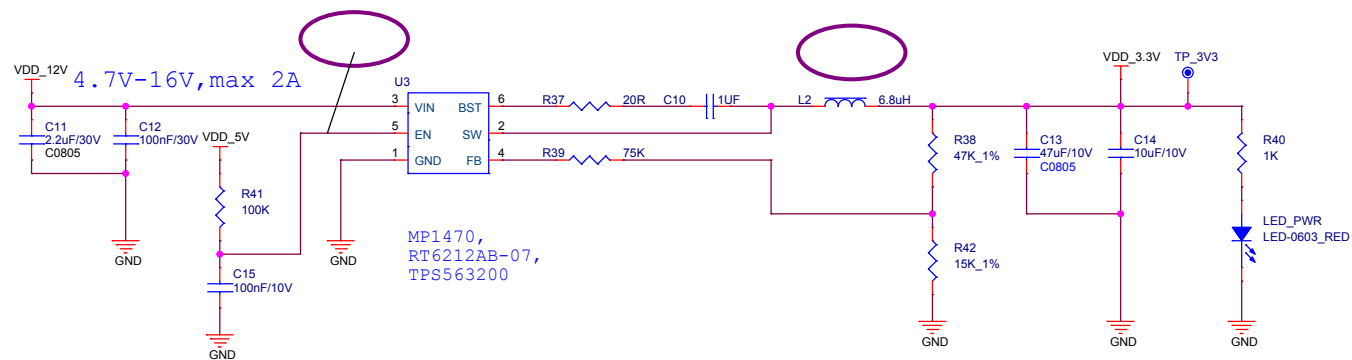 VDD_12V
4.7V-16V,max 2A
C11
2.2uF/30V
C0805
C12
100nF/30V
GND
VDD_5V
R41
100K
GND
C15
100nF/10V
GND
U3
3 VIN BST 6
5 EN SW 2
1 GND FB 4
GND
MP1470,
RT6212AB-07,
TPS563200
R37 20R
C10 1UF
R39 75K
L2 6.8uH
R38
47K_1%
R42
15K_1%
GND
C13
47uF/10V
C0805
VDD_3.3V
C14
10uF/10V
GND
TP_3V3
R40
1K
LED_PWR
LED-0603_RED
GND